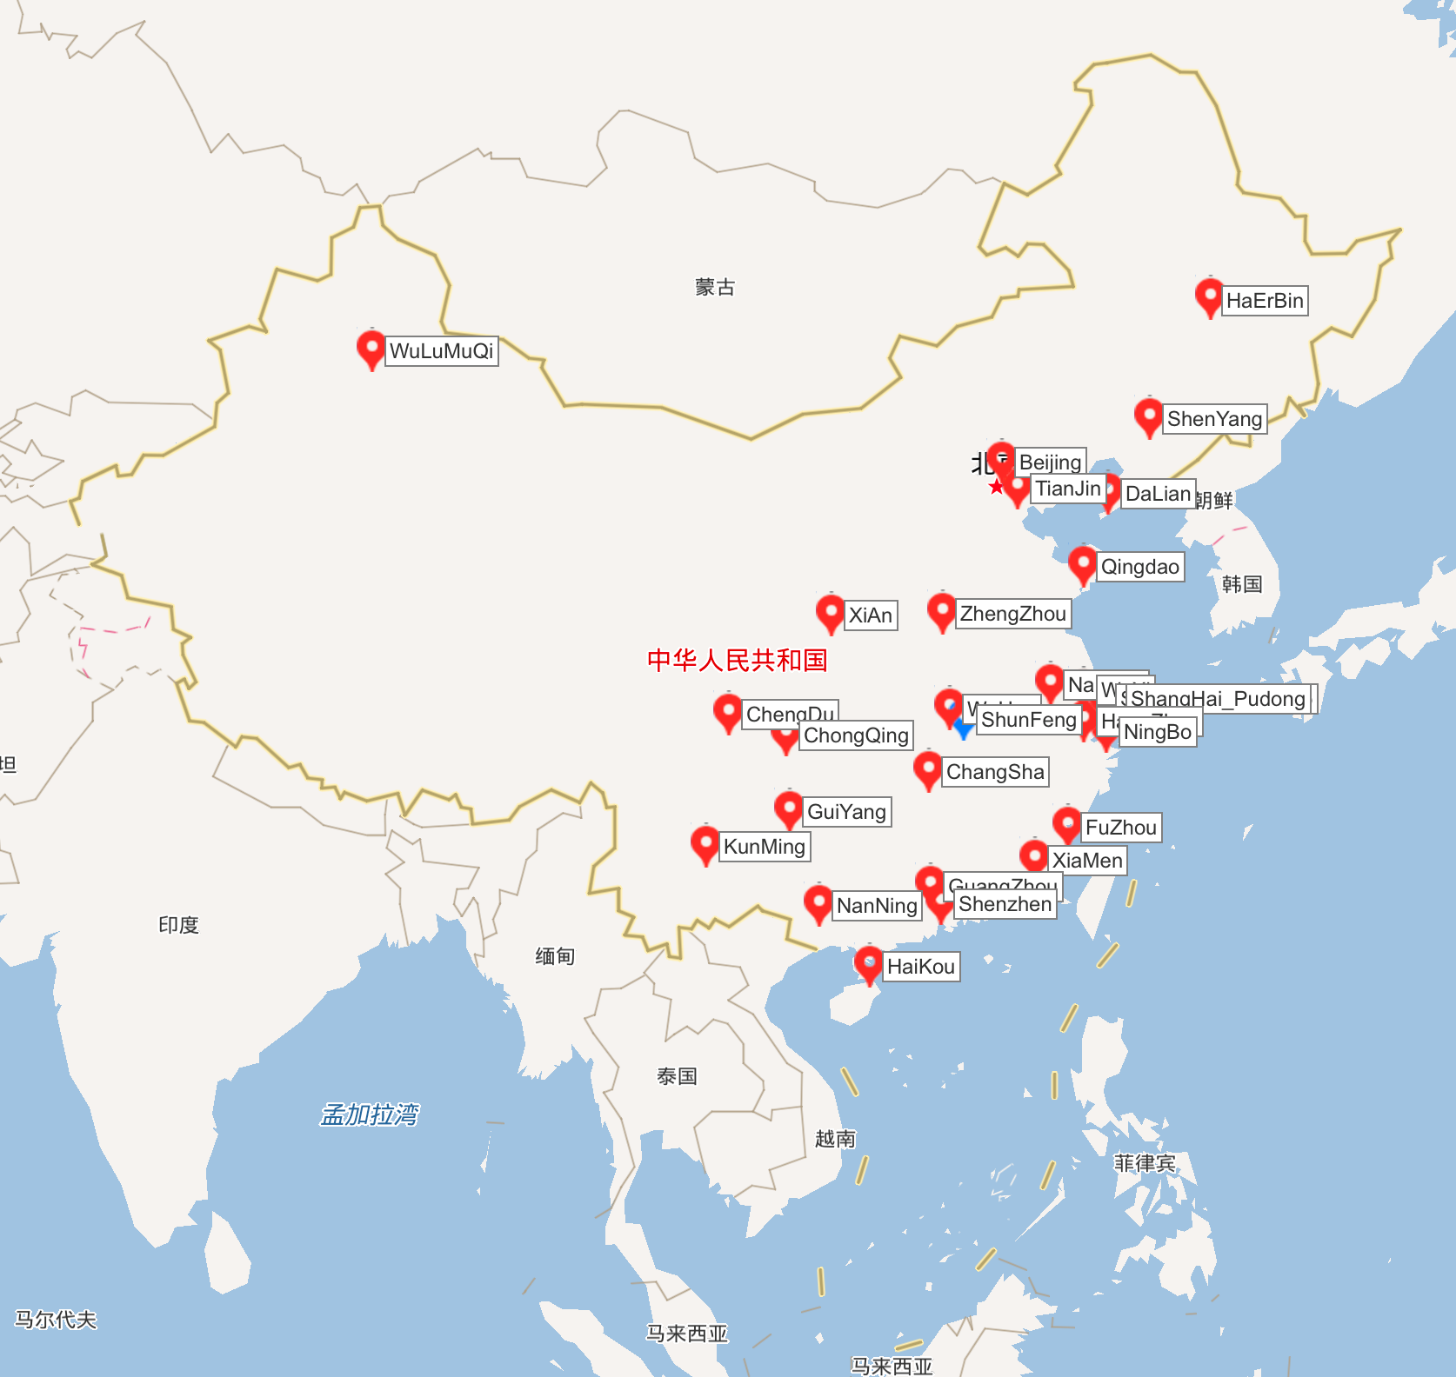 蒙古
HaErBin
WuLuMuQi
ShenYang
Beijing
TianJin
DaLian
朝鲜
Qingdao
韩国
XiAn
ZhengZhou
中华人民共和国
ShangHai_Pudong
ChengDu
ShunFeng
NingBo
ChongQing
坦
ChangSha
GuiYang
FuZhou
KunMing
XiaMen
GuangZhou
Shenzhen
NanNing
印度
缅甸
HaiKou
泰国
孟加拉湾
越南
菲律宾
马尔代夫
马来西亚
马来西亚